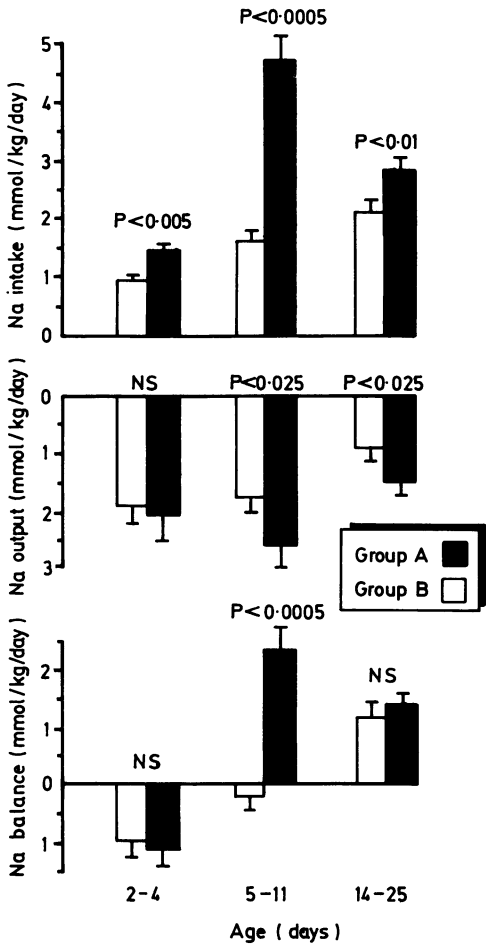 P<0·0005
5
4
3
2
1
0
Na intake (mmol/kg/day)
P<0·005
P<0·01
0
1
2
3
Na output (mmol/kg/day)
NS
P<0·025
P<0·025
Group A
Group B
P<0·0005
2
1
0
1
Na balance (mmol/kg/day)
NS
NS
2-4
5-11
14-25
Age (days)